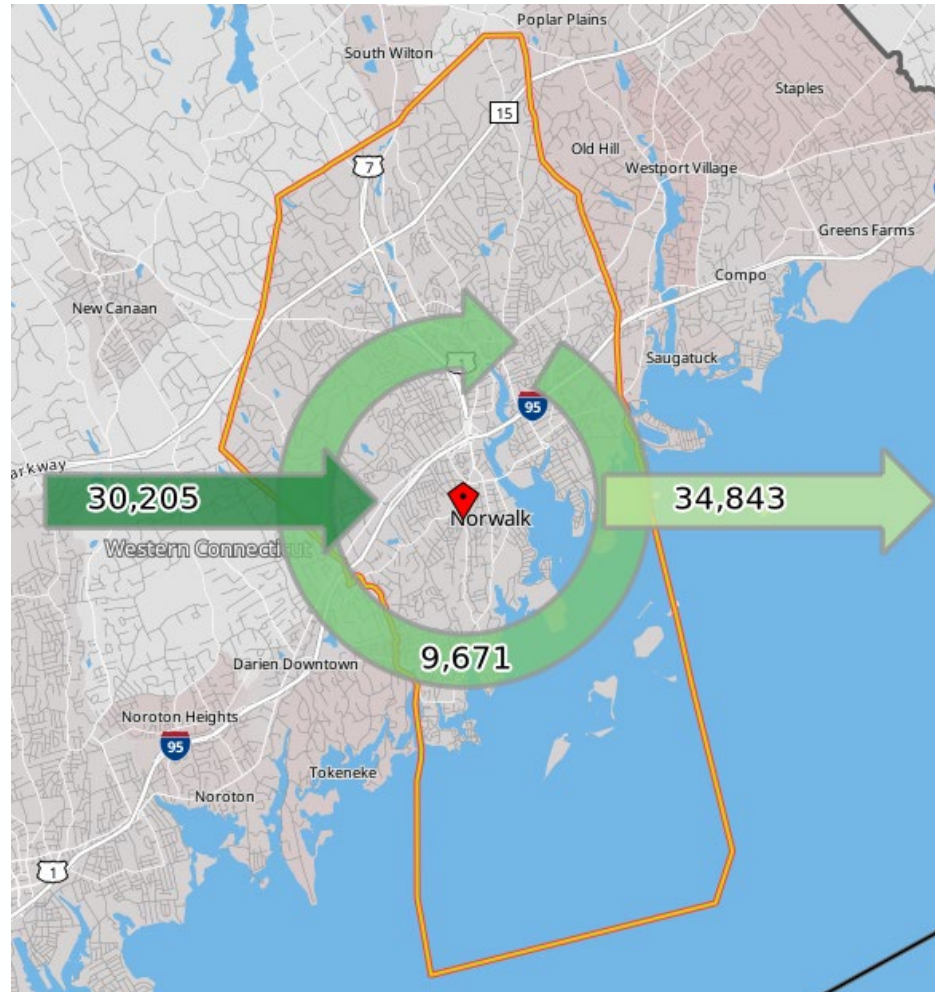 Poplar Plains
South Wilton
Staples
15
Old Hill
7
Westport Village
Greens Farms
Compo
New Canaan
Saugatuck
95
arkway
30,205
34,843
Norwalk
Western Connecticut
9,671
Darien Downtown
Noroton Heights
95
Tokeneke
Noroton
1